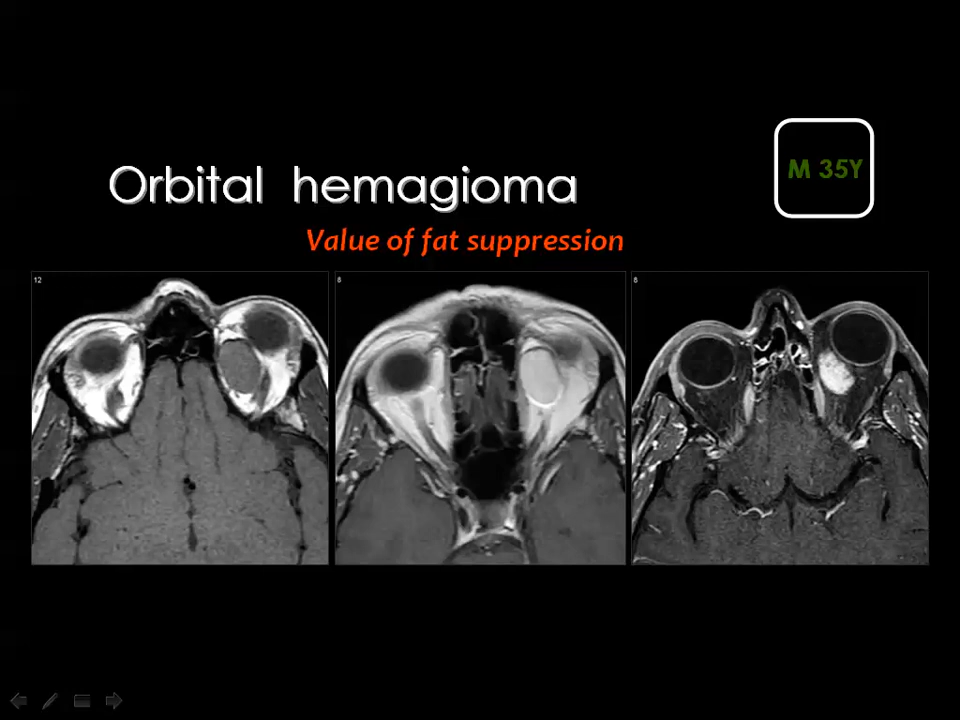 M 35Y
Orbital hemagioma
Value of fat suppression
12
8
8